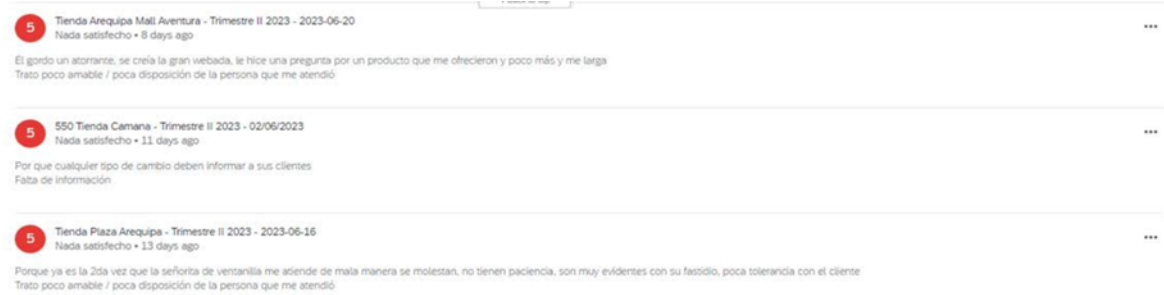 5
Tienda Arequipa Mall Aventura - Trimestre II 2023 - 2023-06-20
Nada satisfecho • 8 days ago
El gordo un atorrante, se creía la gran webada, le hice una pregunta por un producto que me ofrecieron y poco más y me larga
Trato poco amable / poca disposición de la persona que me atendió
5
550 Tienda Camana - Trimestre II 2023 - 02/06/2023
Nada satisfecho • 11 days ago
Por que cualquier tipo de cambio deben informar a sus clientes
Falta de información
5
Tienda Plaza Arequipa - Trimestre II 2023 - 2023-06-16
Nada satisfecho • 13 days ago
Porque ya es la 2da vez que la señorita de ventanilla me atiende de mala manera se molestan, no tienen paciencia, son muy evidentes con su fastidio, poca tolerancia con el cliente
Trato poco amable / poca disposición de la persona que me atendió